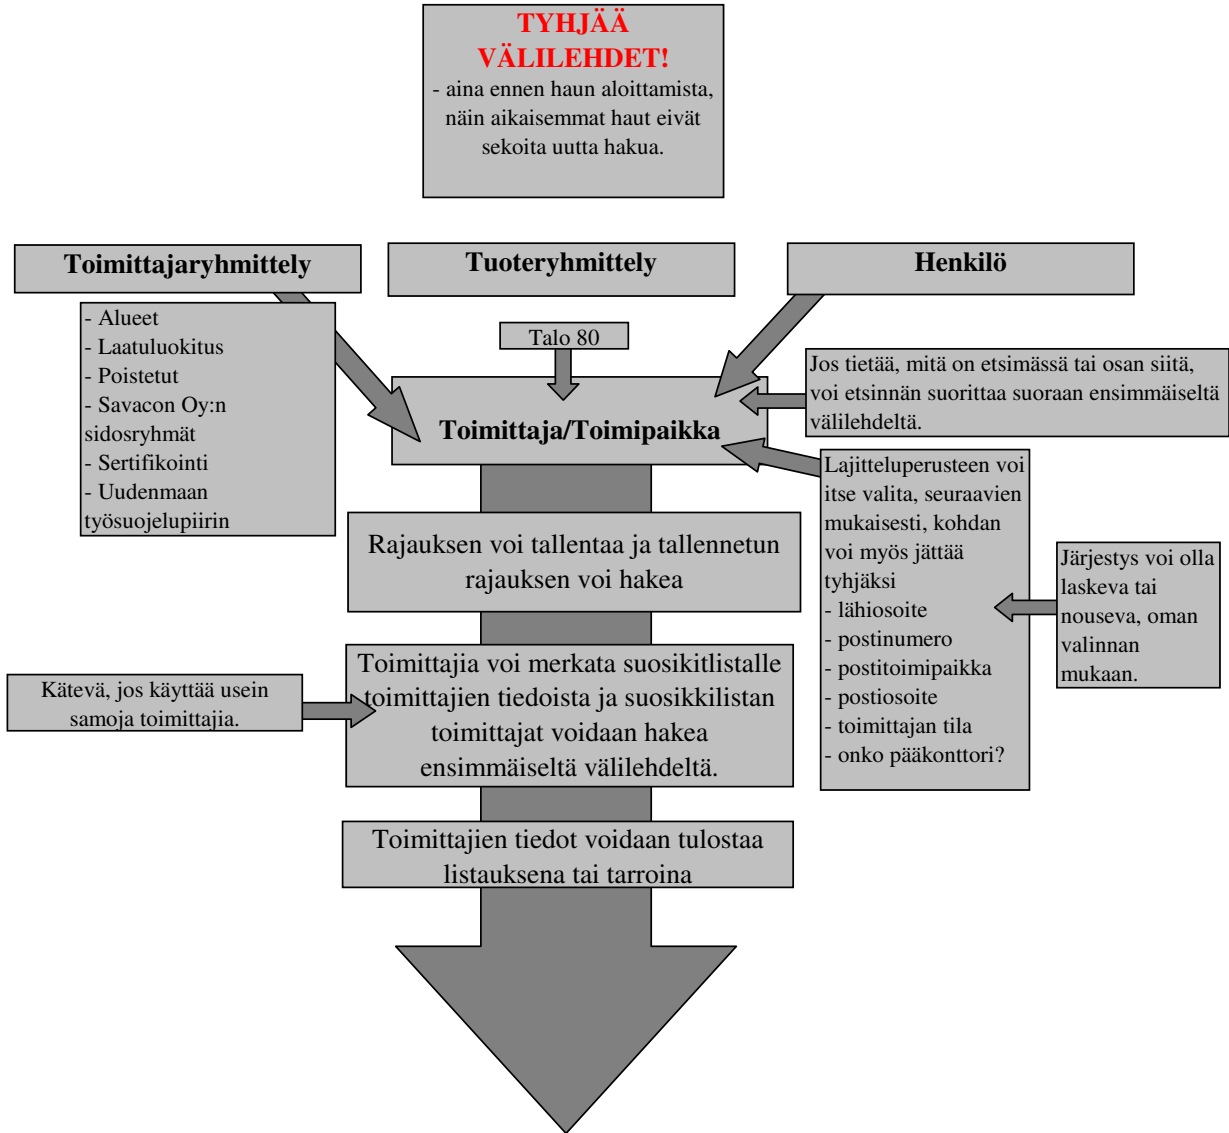 TYHJÄÄ
VÄLILEHDET!
- aina ennen haun aloittamista,
näin aikaisemmat haut eivät
sekoita uutta hakua.
Toimittajaryhmittely
Tuoteryhmittely
Henkilö
- Alueet
- Laatuluokitus
- Poistetut
- Savacon Oy:n
sidosryhmät
- Sertifikointi
- Uudenmaan
työsuojelupiirin
Talo 80
Jos tietää, mitä on etsimässä tai osan siitä,
voi etsinnän suorittaa suoraan ensimmäiseltä
välilehdeltä.
Toimittaja/Toimipaikka
Lajitteluperusteen voi
itse valita, seuraavien
mukaisesti, kohdan
voi myös jättää
tyhjäksi
- lähiosoite
- postinumero
- postitoimipaikka
- postiosoite
- toimittajan tila
- onko pääkonttori?
Järjestys voi olla
laskeva tai
nouseva, oman
valinnan
mukaan.
Rajauksen voi tallentaa ja tallennetun
rajauksen voi hakea
Toimittajia voi merkata suosikitlistalle
toimittajien tiedoista ja suosikkilistan
toimittajat voidaan hakea
ensimmäiseltä välilehdeltä.
Kätevä, jos käyttää usein
samoja toimittajia.
Toimittajien tiedot voidaan tulostaa
listauksena tai tarroina